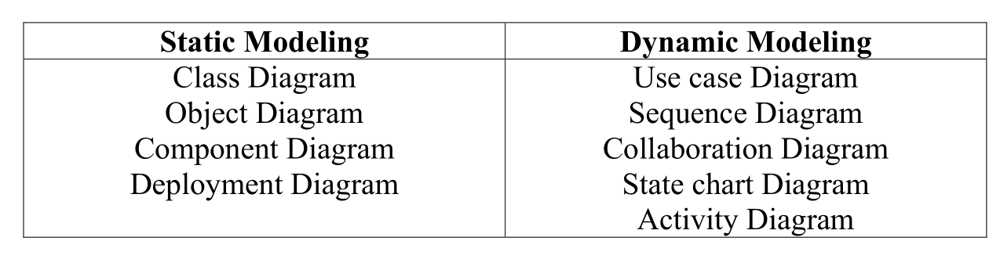 Static Modeling
Dynamic Modeling
Class Diagram
Object Diagram
Component Diagram
Deployment Diagram
Use case Diagram
Sequence Diagram
Collaboration Diagram
State chart Diagram
Activity Diagram